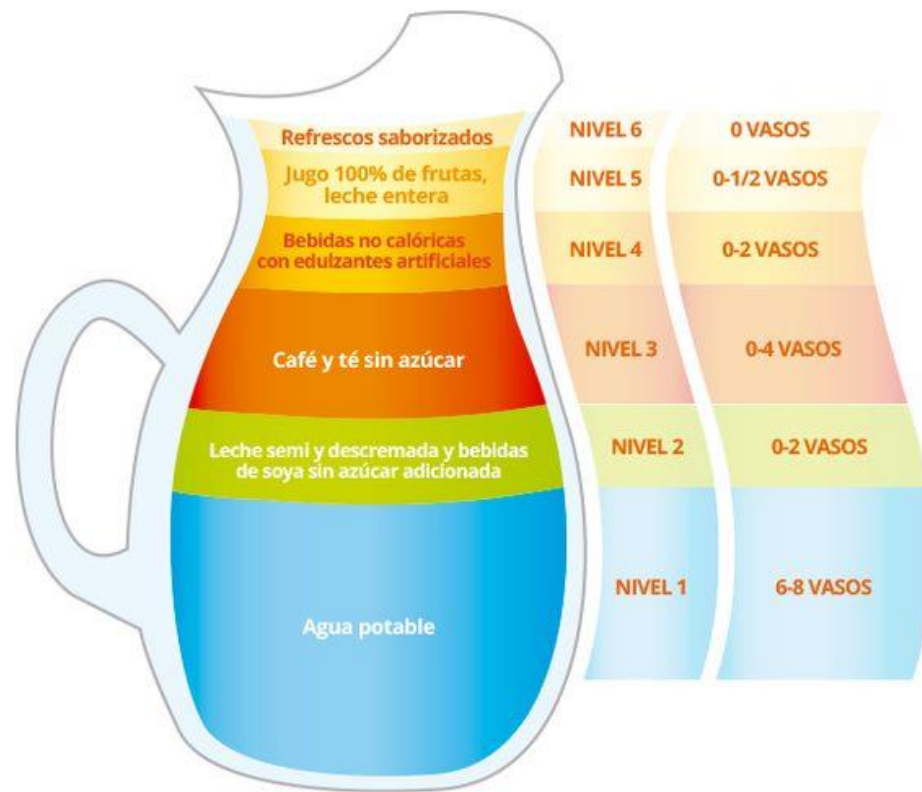 Refrescos saborizados
NIVEL 6
0 VASOS
Jugo 100% de frutas,
leche entera
NIVEL 5
0-1/2 VASOS
Bebidas no calóricas
con edulzantes artificiales
NIVEL 4
0-2 VASOS
Café y té sin azúcar
NIVEL 3
0-4 VASOS
Leche semi y descremada y bebidas
de soya sin azúcar adicionada
NIVEL 2
0-2 VASOS
Agua potable
NIVEL 1
6-8 VASOS